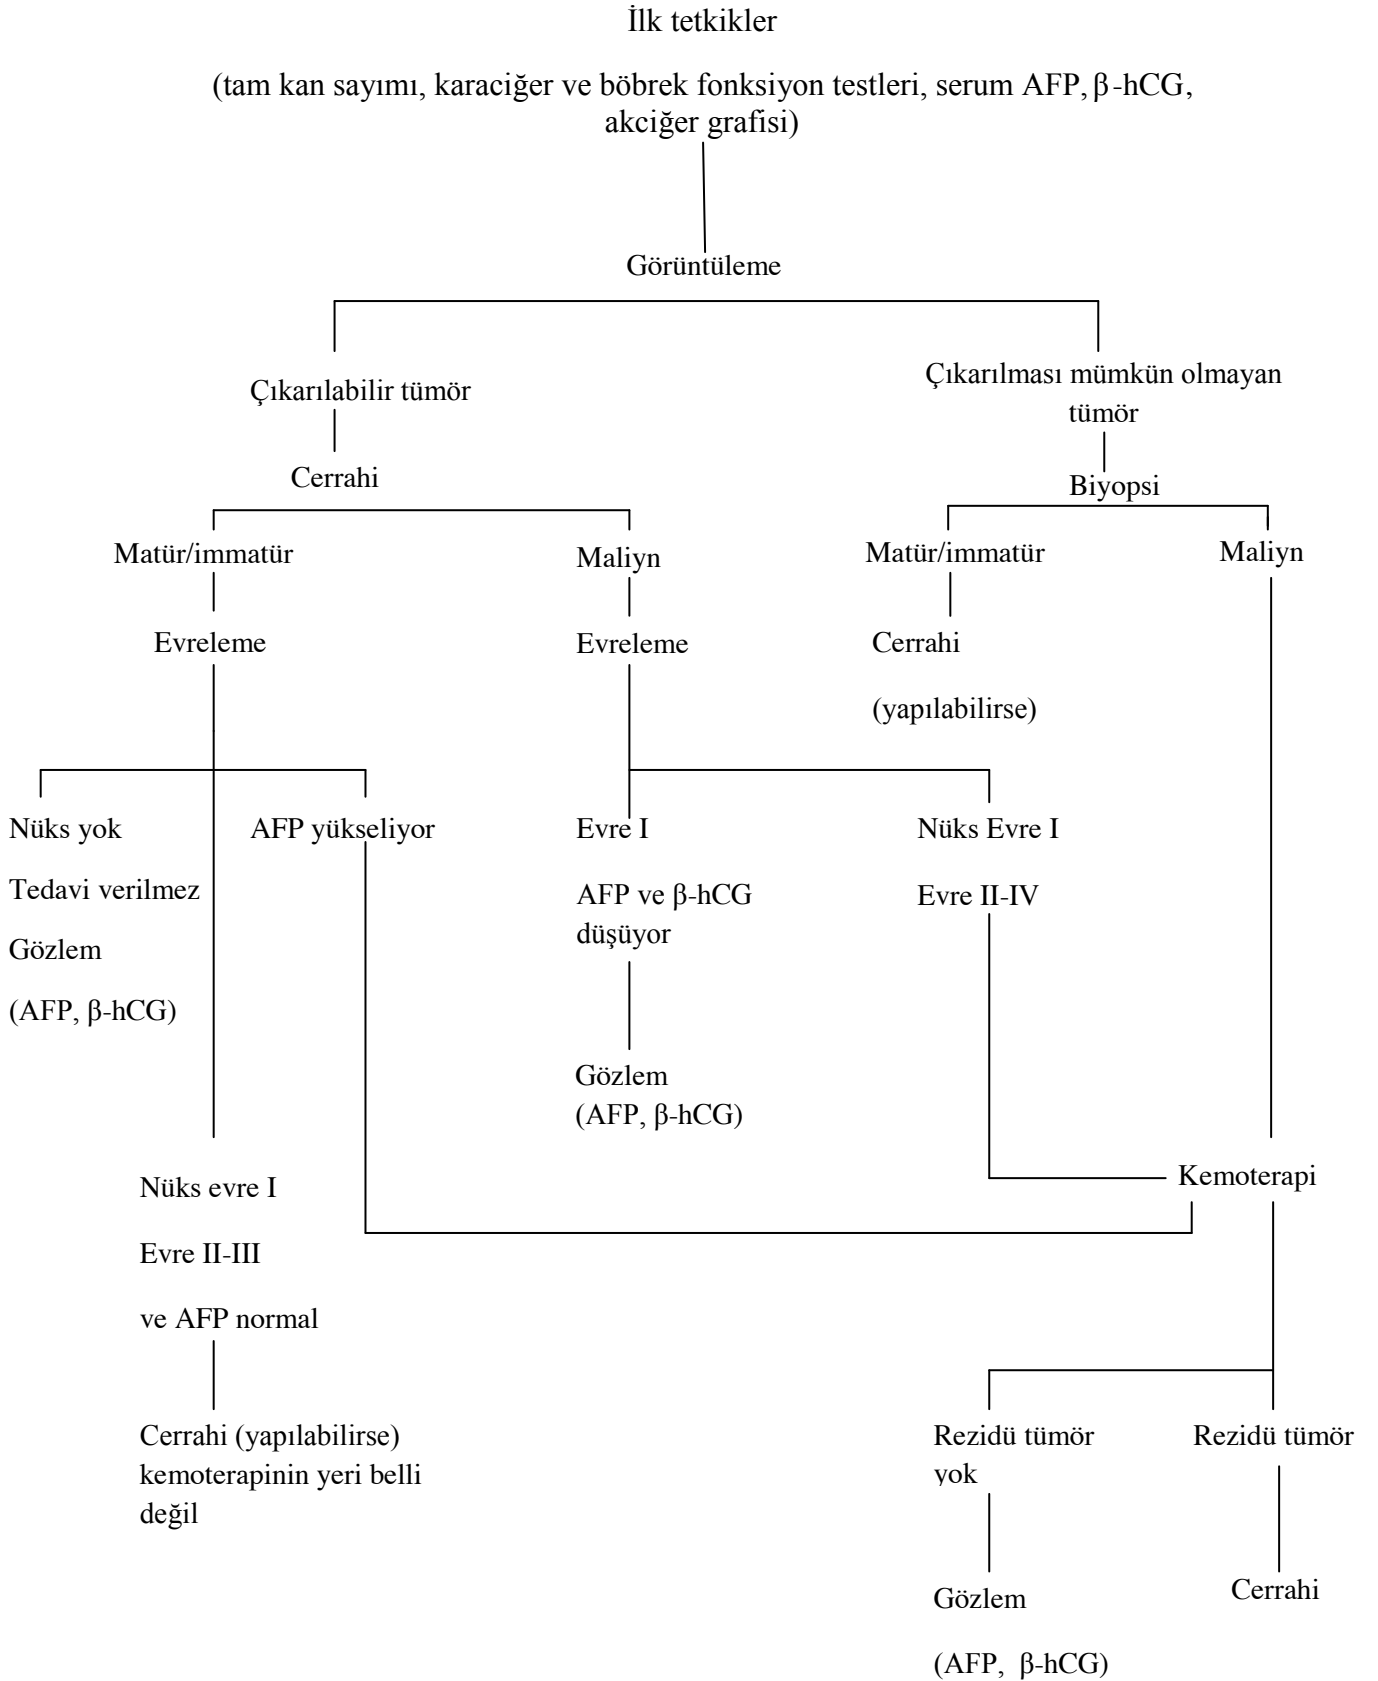 İlk tetkikler
(tam kan sayımı, karaciğer ve böbrek fonksiyon testleri, serum AFP, β-hCG,
akciğer grafisi)
Görüntüleme
Çıkarılabilir tümör
Çıkarılması mümkün olmayan
tümör
Cerrahi
Biyopsi
Matür/immatür
Maliyn
Matür/immatür
Maliyn
Evreleme
Evreleme
Cerrahi
(yapılabilirse)
Nüks yok
Tedavi verilmez
Gözlem
(AFP, β-hCG)
AFP yükseliyor
Evre I
AFP ve β-hCG
düşüyor
Gözlem
(AFP, β-hCG)
Nüks Evre I
Evre II-IV
Kemoterapi
Nüks evre I
Evre II-III
ve AFP normal
Cerrahi (yapılabilirse)
kemoterapinin yeri belli
değil
Rezidü tümör
yok
Rezidü tümör
Gözlem
(AFP, β-hCG)
Cerrahi